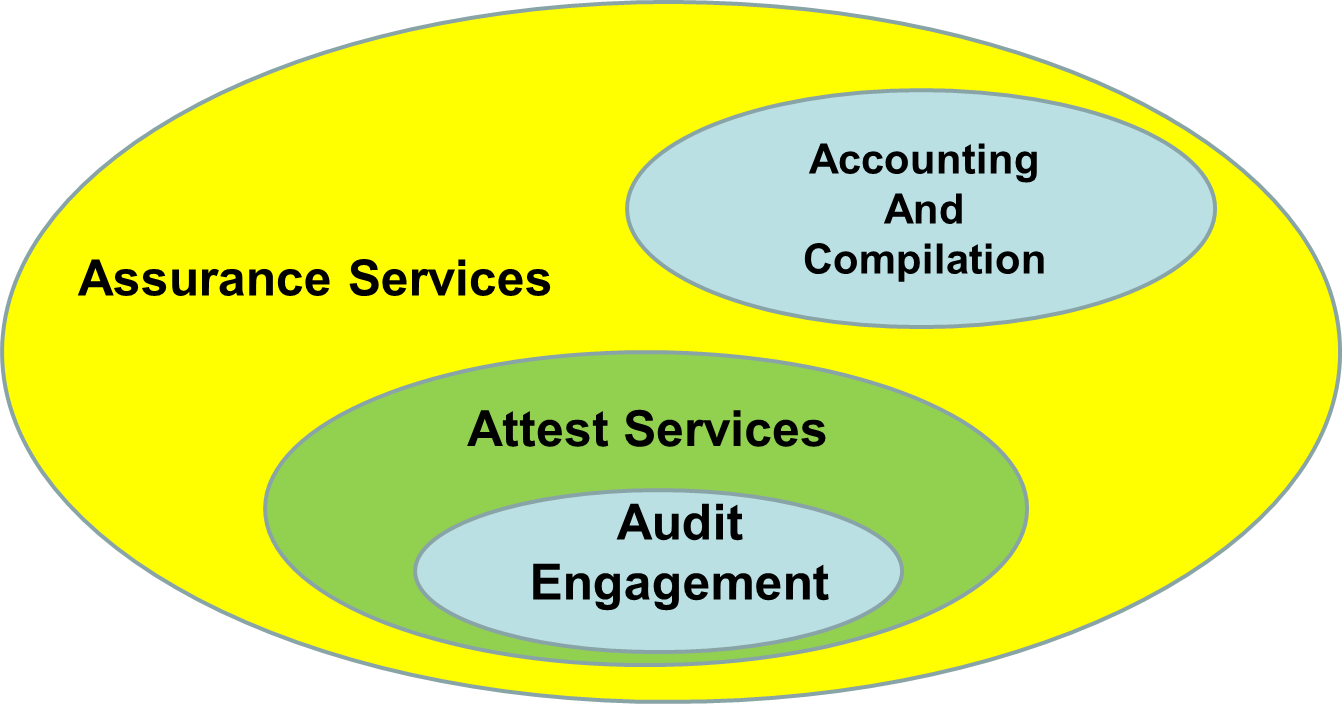 Accounting
And
Compilation
Assurance Services
Attest Services
Audit
Engagement